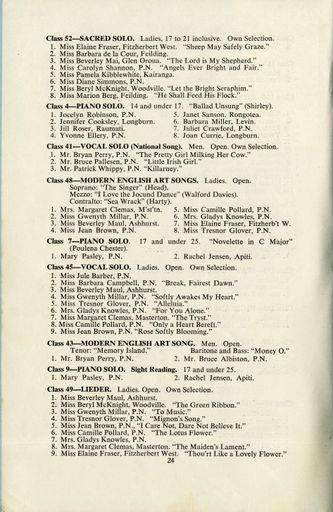 Class 52—SACRED SOLO. Ladies, 17 to 21 inclusive. Own Selection.
1. Miss Elaine Fraser, Fitzherbert West. "Sheep May Safely Graze."
2. Miss Barbara de la Cour, Feilding.
3. Miss Beverley Mai, Glen Oroua. "The Lord is My Shepherd."
4. Miss Carolyn Shannon, P.N. "Angels Ever Bright and Fair."
5. Miss Pamela Kibblewhite, Kairanga.
6. Miss Diane Simmons, P.N.
7. Miss Beryl McKnight, Woodville. "Let the Bright Seraphim."
8. Miss Marion Berg, Feilding. "He Shall Feed His Flock."
Class 4—PIANO SOLO. 14 and under 17. "Ballad Unsung" (Shirley).
1. Jocelyn Robinson, P.N.
2. Jennifer Cooksley, Longburn.
3. Jill Roser, Raumati.
4. Yvonne Ellery, P.N.
5. Janet Sanson, Rongotea.
6. Barbara Miller, Levin.
7. Juliet Crawford, P.N.
8. Joan Currie, Longburn.
Class 41—VOCAL SOLO (National Song). Men. Open. Own Selection.
1. Mr. Bryan Perry, P.N. "The Pretty Girl Milking Her Cow."
2. Mr. Bruce Pallesen, P.N. "Little Irish Girl."
3. Mr. Patrick Whippy, P.N. "Killarney."
Class 48—MODERN ENGLISH ART SONGS. Ladies. Open.
Soprano: "The Singer" (Head).
Mezzo: "I Love the Jocund Dance" (Walford Davies).
Contralto: "Sea Wrack" (Harty).
1. Mrs. Margaret Clemas, M'st'tn.
2. Miss Gwenyth Millar, P.N.
3. Miss Beverley Maul, Ashhurst.
4. Miss Jean Brown, P.N.
5. Miss Camille Pollard, P.N.
6. Mrs. Gladys Knowles, P.N.
7. Miss Elaine Fraser, Fitzherb't W.
8. Miss Tresnor Glover, P.N.
Class 7—PIANO SOLO. 17 and under 25. "Novelette in C Major"
(Poulena Chester).
1. Mary Pasley, P.N.
2. Rachel Jensen, Apiti.
Class 45—VOCAL SOLO. Ladies. Open. Own Selection.
1. Miss Jule Barber, P.N.
2. Miss Barbara Campbell, P.N, "Break, Fairest Dawn."
3. Miss Beverley Maul, Ashhurst.
4. Miss Gwenyth Millar, P.N. "Softly Awakes My Heart."
5. Miss Tresnor Glover, P.N. "Alleluia."
6. Mrs. Gladys Knowles, P.N. "For You Alone."
7. Miss Margaret Clemas, Masterton. "The Tryst."
8. Miss Camille Pollard, P.N. "Only a Heart Bereft."
9. Miss Jean Brown, P.N. "Rose Softly Blooming."
Class 43—MODERN ENGLISH ART SONG. Men. Open.
Tenor: "Memory Island." Baritone and Bass: "Money O."
1. Mr. Bryan Perry, P.N.
2. Mr. Bruce Albiston, P.N.
Class 9—PIANO SOLO. Sight Reading. 17 and under 25.
1. Mary Pasley, P.N.
2. Rachel Jensen, Apiti.
Class 49—LIEDER. Ladies. Open. Own Selection.
1. Miss Beverley Maul, Ashhurst.
2. Miss Beryl McKnight, Woodville. "The Green Ribbon."
3. Miss Gwenyth Millar, P.N. "To Music."
4. Miss Tresnor Glover, P.N. "Mignon's Song."
5. Miss Jean Brown, P.N., "I Care Not, Dare Not Believe It."
6. Miss Camille Pollard, P.N. "The Lotus Flower."
7. Mrs. Gladys Knowles, P.N.
8. Mrs. Margaret Clemas, Masterton. "The Maiden's Lament."
9. Miss Elaine Fraser, Fitzherbert West. "Thou'rt Like a Lovely Flower."
24